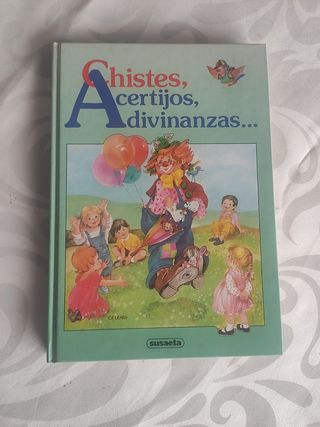 Chistes,
Acertijos,
Adivinanzas...
susaeta